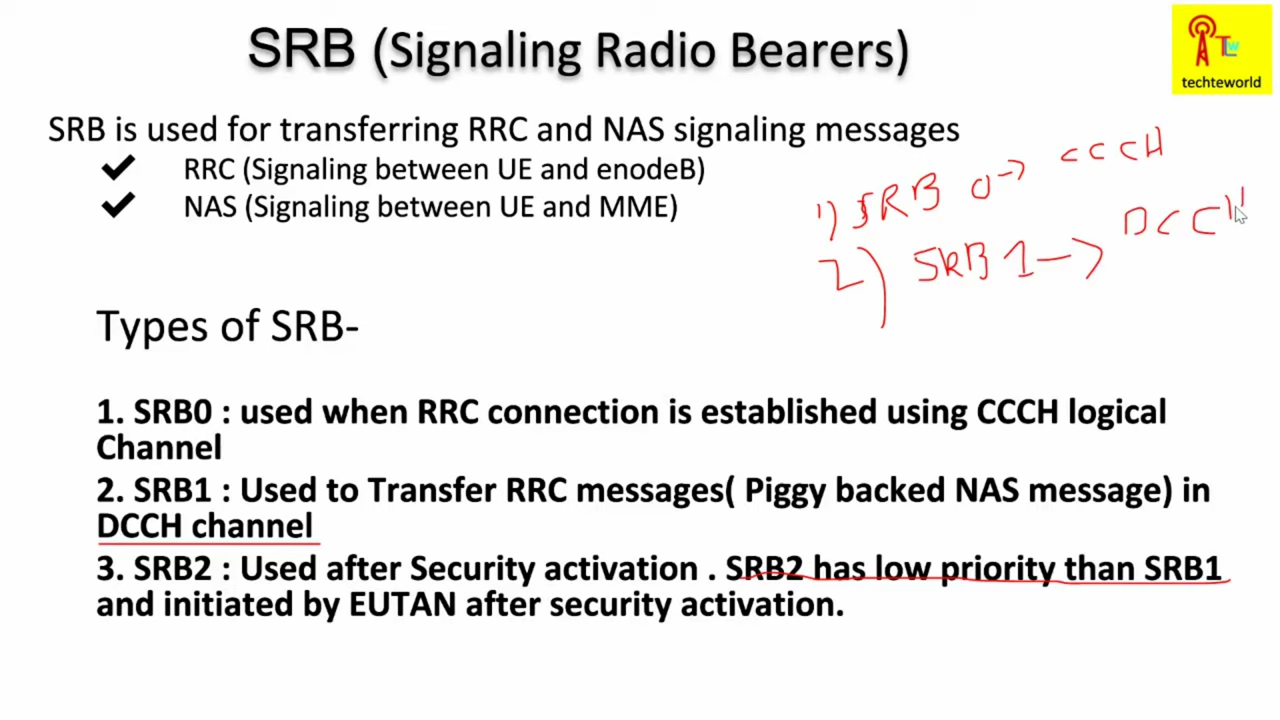 SRB (Signaling Radio Bearers)
TLw
techteworld
SRB is used for transferring RRC and NAS signaling messages
RRC (Signaling between UE and enodeB)
NAS (Signaling between UE and MME)
1) SRB 0 -> CCCH
2) SRB 1 -> DCCH
Types of SRB-
1. SRB0 : used when RRC connection is established using CCCH logical
Channel
2. SRB1 : Used to Transfer RRC messages( Piggy backed NAS message) in
DCCH channel
3. SRB2 : Used after Security activation . SRB2 has low priority than SRB1
and initiated by EUTAN after security activation.